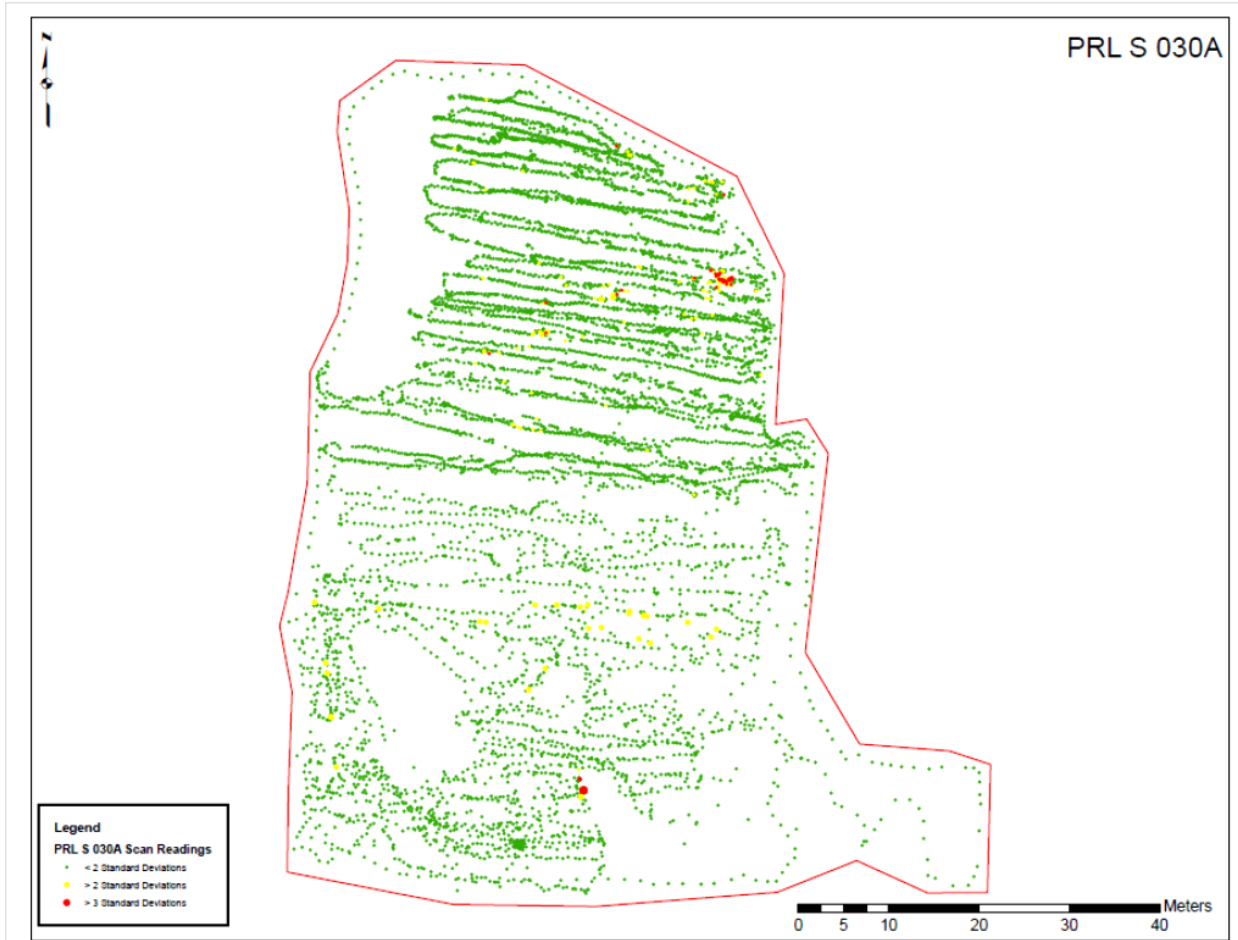 N
PRL S 030A
Legend
PRL S 030A Scan Readings
< 2 Standard Deviations
> 2 Standard Deviations
> 3 Standard Deviations
Meters
0 5 10 20 30 40